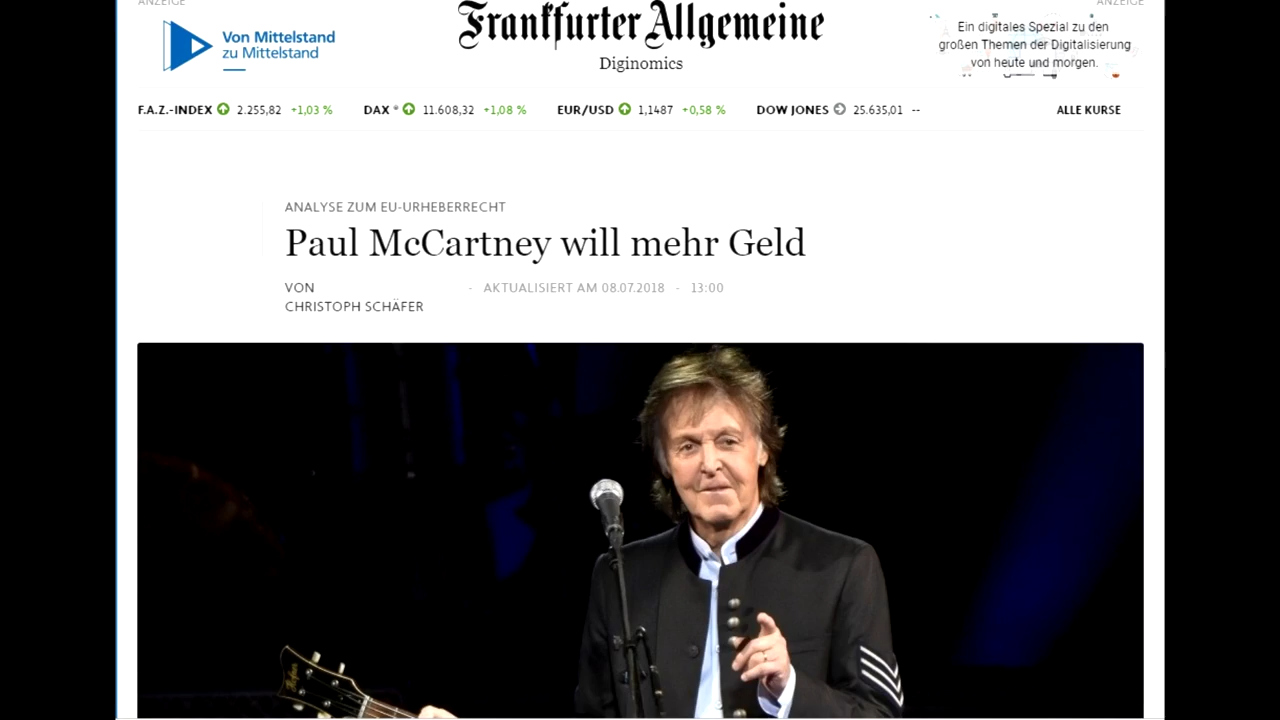 ANZEIGE
ANZEIGE
Von Mittelstand
zu Mittelstand
Frankfurter Allgemeine
Diginomics
Ein digitales Spezial zu den
großen Themen der Digitalisierung
von heute und morgen.
F.A.Z.-INDEX 2.255,82 +1,03 % DAX ® 11.608,32 +1,08 % EUR/USD 1,1487 +0,58 % DOW JONES 25.635,01 -- ALLE KURSE
ANALYSE ZUM EU-URHEBERRECHT
Paul McCartney will mehr Geld
VON - AKTUALISIERT AM 08.07.2018 - 13:00
CHRISTOPH SCHÄFER
Höfner